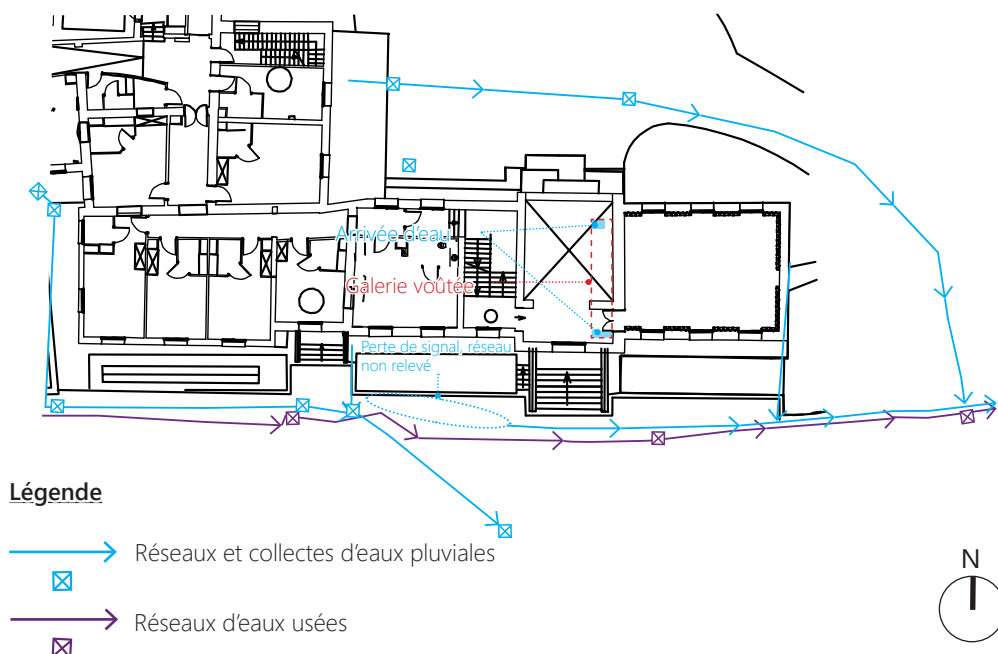 Arrivée d'eau
Galerie voûtée
Perte de signal, réseau
non relevé
Légende
Réseaux et collectes d'eaux pluviales
N
Réseaux d'eaux usées